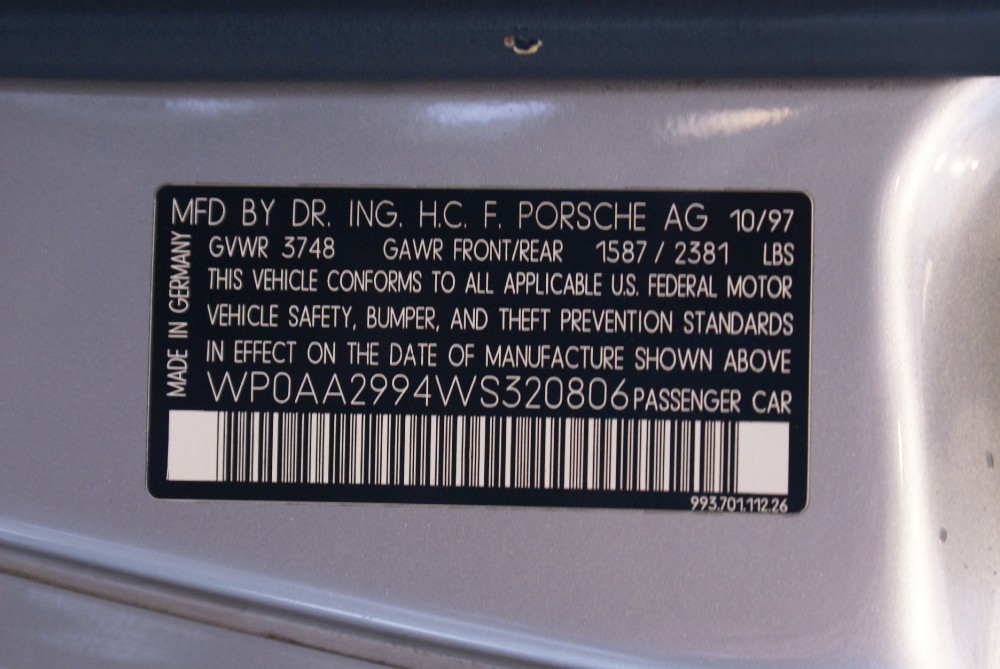 MFD BY DR. ING. H.C. F. PORSCHE AG 10/97
GVWR 3748 GAWR FRONT/REAR 1587 / 2381 LBS
THIS VEHICLE CONFORMS TO ALL APPLICABLE U.S. FEDERAL MOTOR
VEHICLE SAFETY, BUMPER, AND THEFT PREVENTION STANDARDS
IN EFFECT ON THE DATE OF MANUFACTURE SHOWN ABOVE
WP0AA2994WS320806 PASSENGER CAR
MADE IN GERMANY
993.701.112.26